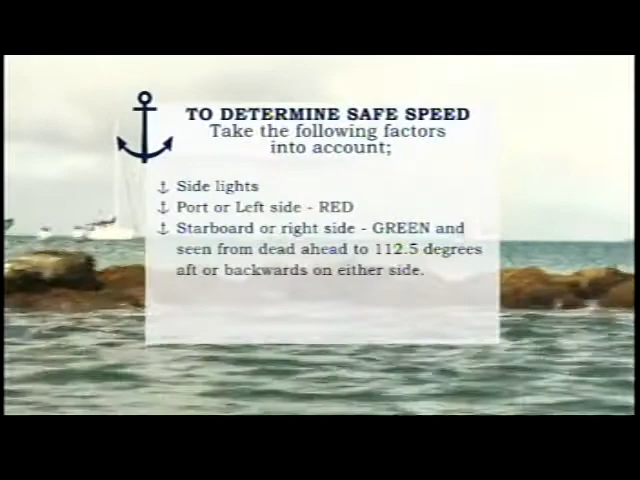 TO DETERMINE SAFE SPEED
Take the following factors
into account;
Side lights
Port or Left side - RED
Starboard or right side - GREEN and
seen from dead ahead to 112.5 degrees
aft or backwards on either side.